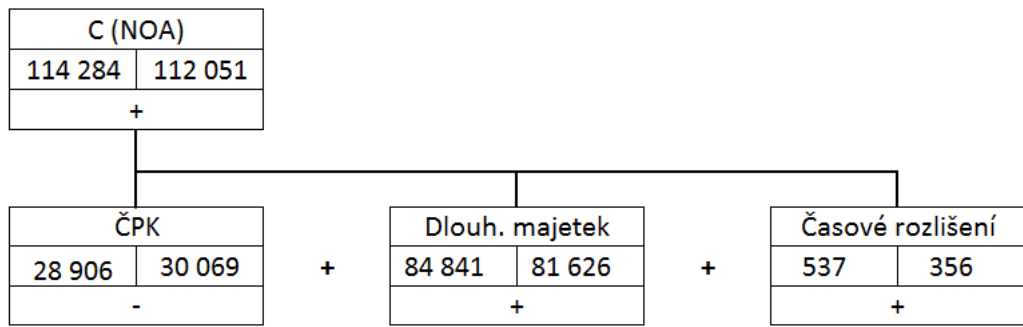 C (NOA)
114 284 112 051
+
ČPK
28 906 30 069
-
+
Dlouh. majetek
84 841 81 626
+
+
Časové rozlišení
537 356
+